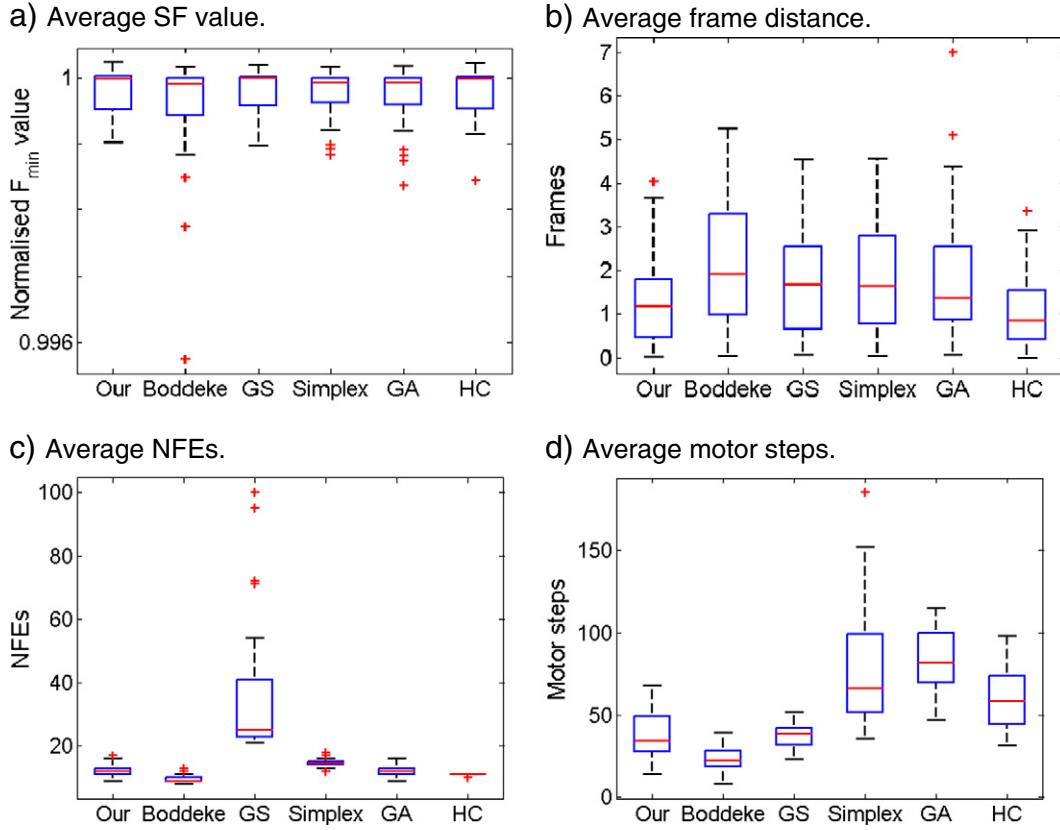 a) Average SF value.
Normalised F_min value
1
0.996
Our Boddeke GS Simplex GA HC
b) Average frame distance.
Frames
7
6
5
4
3
2
1
0
Our Boddeke GS Simplex GA HC
c) Average NFEs.
NFEs
100
80
60
40
20
Our Boddeke GS Simplex GA HC
d) Average motor steps.
Motor steps
150
100
50
0
Our Boddeke GS Simplex GA HC